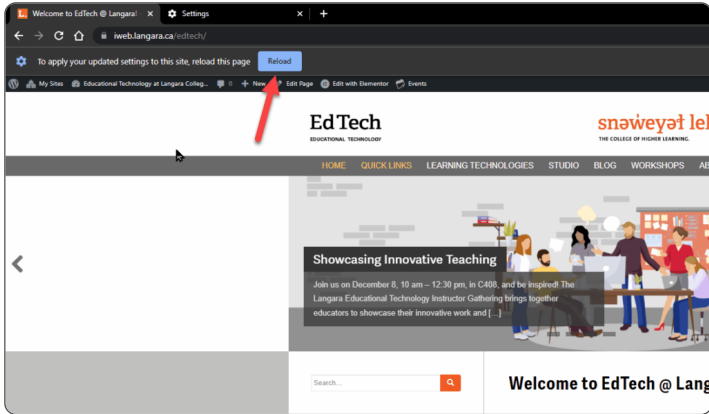 Welcome to EdTech @ Langara
Settings
iweb.langara.ca/edtech/
To apply your updated settings to this site, reload this page
Reload
My Sites
Educational Technology at Langara Colleg...
0
New
Edit Page
Edit with Elementor
Events
EdTech
EDUCATIONAL TECHNOLOGY
snəw̓eyəɬ lel
THE COLLEGE OF HIGHER LEARNING.
HOME QUICK LINKS LEARNING TECHNOLOGIES STUDIO BLOG WORKSHOPS AB
Showcasing Innovative Teaching
Join us on December 8, 10 am – 12:30 pm, in C408, and be inspired! The
Langara Educational Technology Instructor Gathering brings together
educators to showcase their innovative work and [...]
Search...
Welcome to EdTech @ Lang